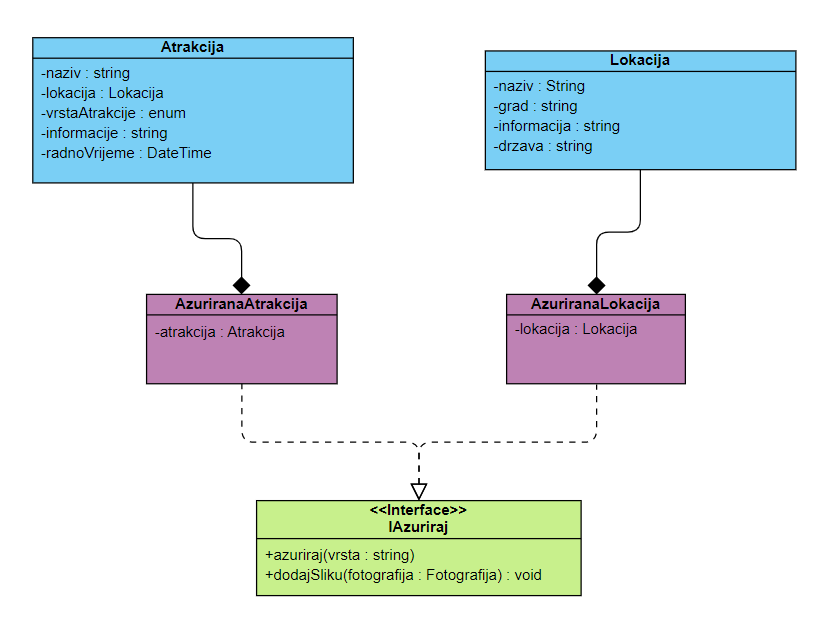 Atrakcija
-naziv : string
-lokacija : Lokacija
-vrstaAtrakcije : enum
-informacije : string
-radnoVrijeme : DateTime
Lokacija
-naziv : String
-grad : string
-informacija : string
-drzava : string
AzuriranaAtrakcija
-atrakcija : Atrakcija
AzuriranaLokacija
-lokacija : Lokacija
<<Interface>>
IAzuriraj
+azuriraj(vrsta : string)
+dodajSliku(fotografija : Fotografija) : void